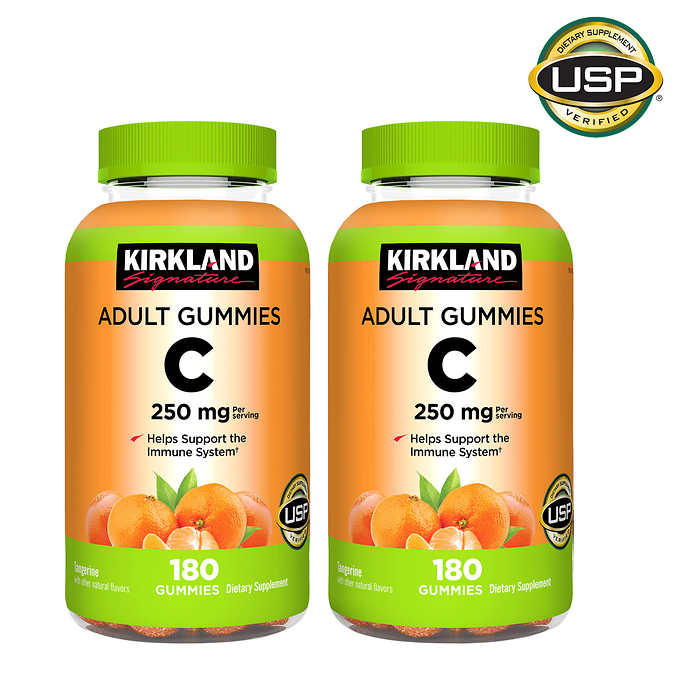 DIETARY SUPPLEMENT
USP
VERIFIED
®
KIRKLAND
Signature
ADULT GUMMIES
C
250 mg Per serving
Helps Support the
Immune System†
USP
VERIFIED
Tangerine
with other natural flavors
180
GUMMIES
Dietary Supplement
KIRKLAND
Signature
ADULT GUMMIES
C
250 mg Per serving
Helps Support the
Immune System†
USP
VERIFIED
Tangerine
with other natural flavors
180
GUMMIES
Dietary Supplement